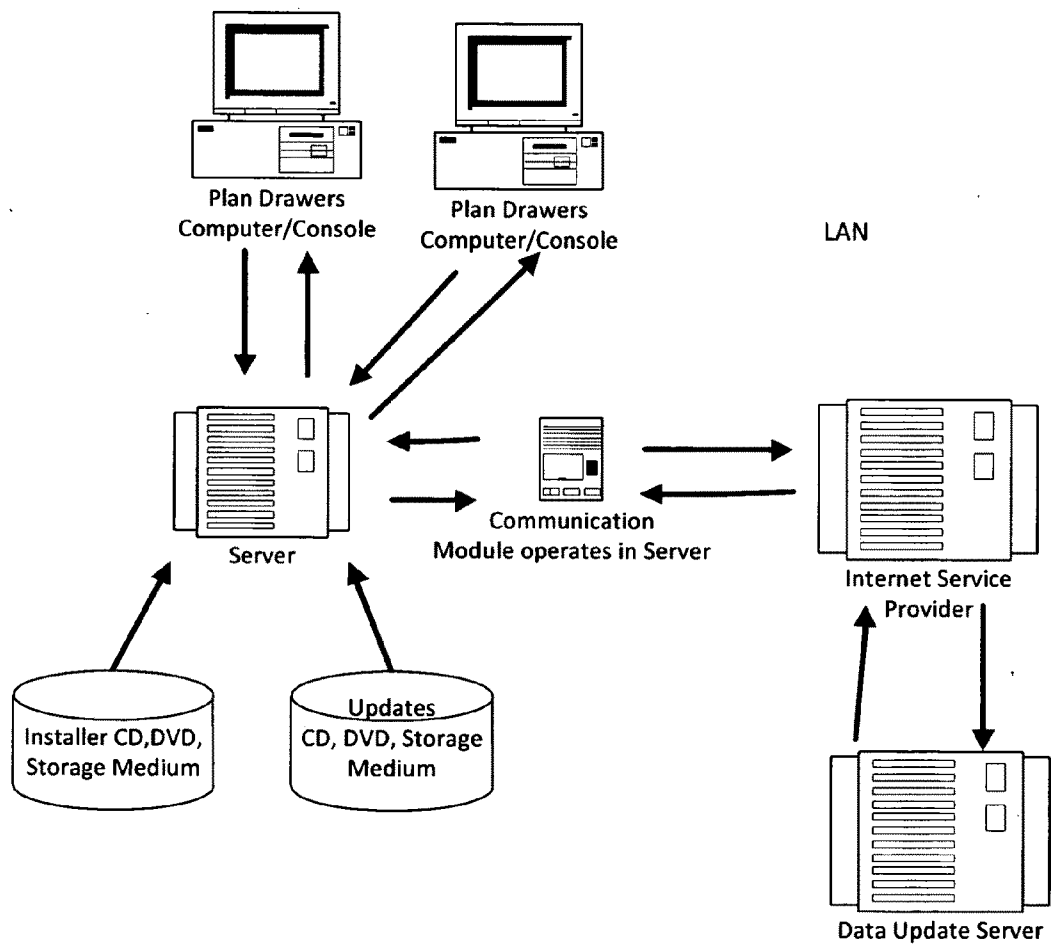 Plan Drawers
Computer/Console
Plan Drawers
Computer/Console
LAN
Server
Communication
Module operates in Server
Internet Service
Provider
Installer CD,DVD,
Storage Medium
Updates
CD, DVD, Storage
Medium
Data Update Server